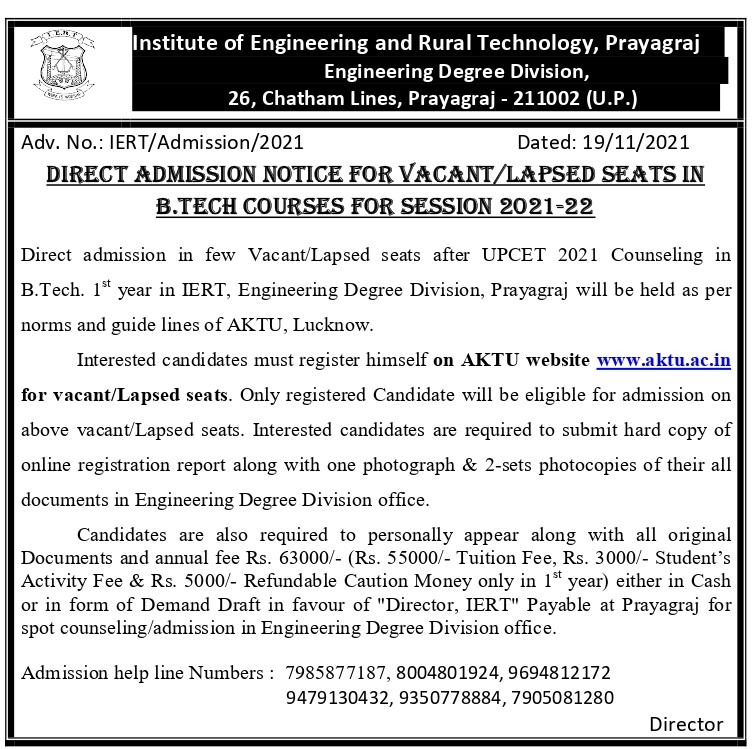 I.E.R.T
Institute of Engineering and Rural Technology, Prayagraj
Engineering Degree Division,
26, Chatham Lines, Prayagraj - 211002 (U.P.)
Adv. No.: IERT/Admission/2021 Dated: 19/11/2021
DIRECT ADMISSION NOTICE FOR VACANT/LAPSED SEATS IN
B.TECH COURSES FOR SESSION 2021-22
Direct admission in few Vacant/Lapsed seats after UPCET 2021 Counseling in
B.Tech. 1st year in IERT, Engineering Degree Division, Prayagraj will be held as per
norms and guide lines of AKTU, Lucknow.
Interested candidates must register himself on AKTU website www.aktu.ac.in
for vacant/Lapsed seats. Only registered Candidate will be eligible for admission on
above vacant/Lapsed seats. Interested candidates are required to submit hard copy of
online registration report along with one photograph & 2-sets photocopies of their all
documents in Engineering Degree Division office.
Candidates are also required to personally appear along with all original
Documents and annual fee Rs. 63000/- (Rs. 55000/- Tuition Fee, Rs. 3000/- Student’s
Activity Fee & Rs. 5000/- Refundable Caution Money only in 1st year) either in Cash
or in form of Demand Draft in favour of "Director, IERT" Payable at Prayagraj for
spot counseling/admission in Engineering Degree Division office.
Admission help line Numbers : 7985877187, 8004801924, 9694812172
9479130432, 9350778884, 7905081280
Director